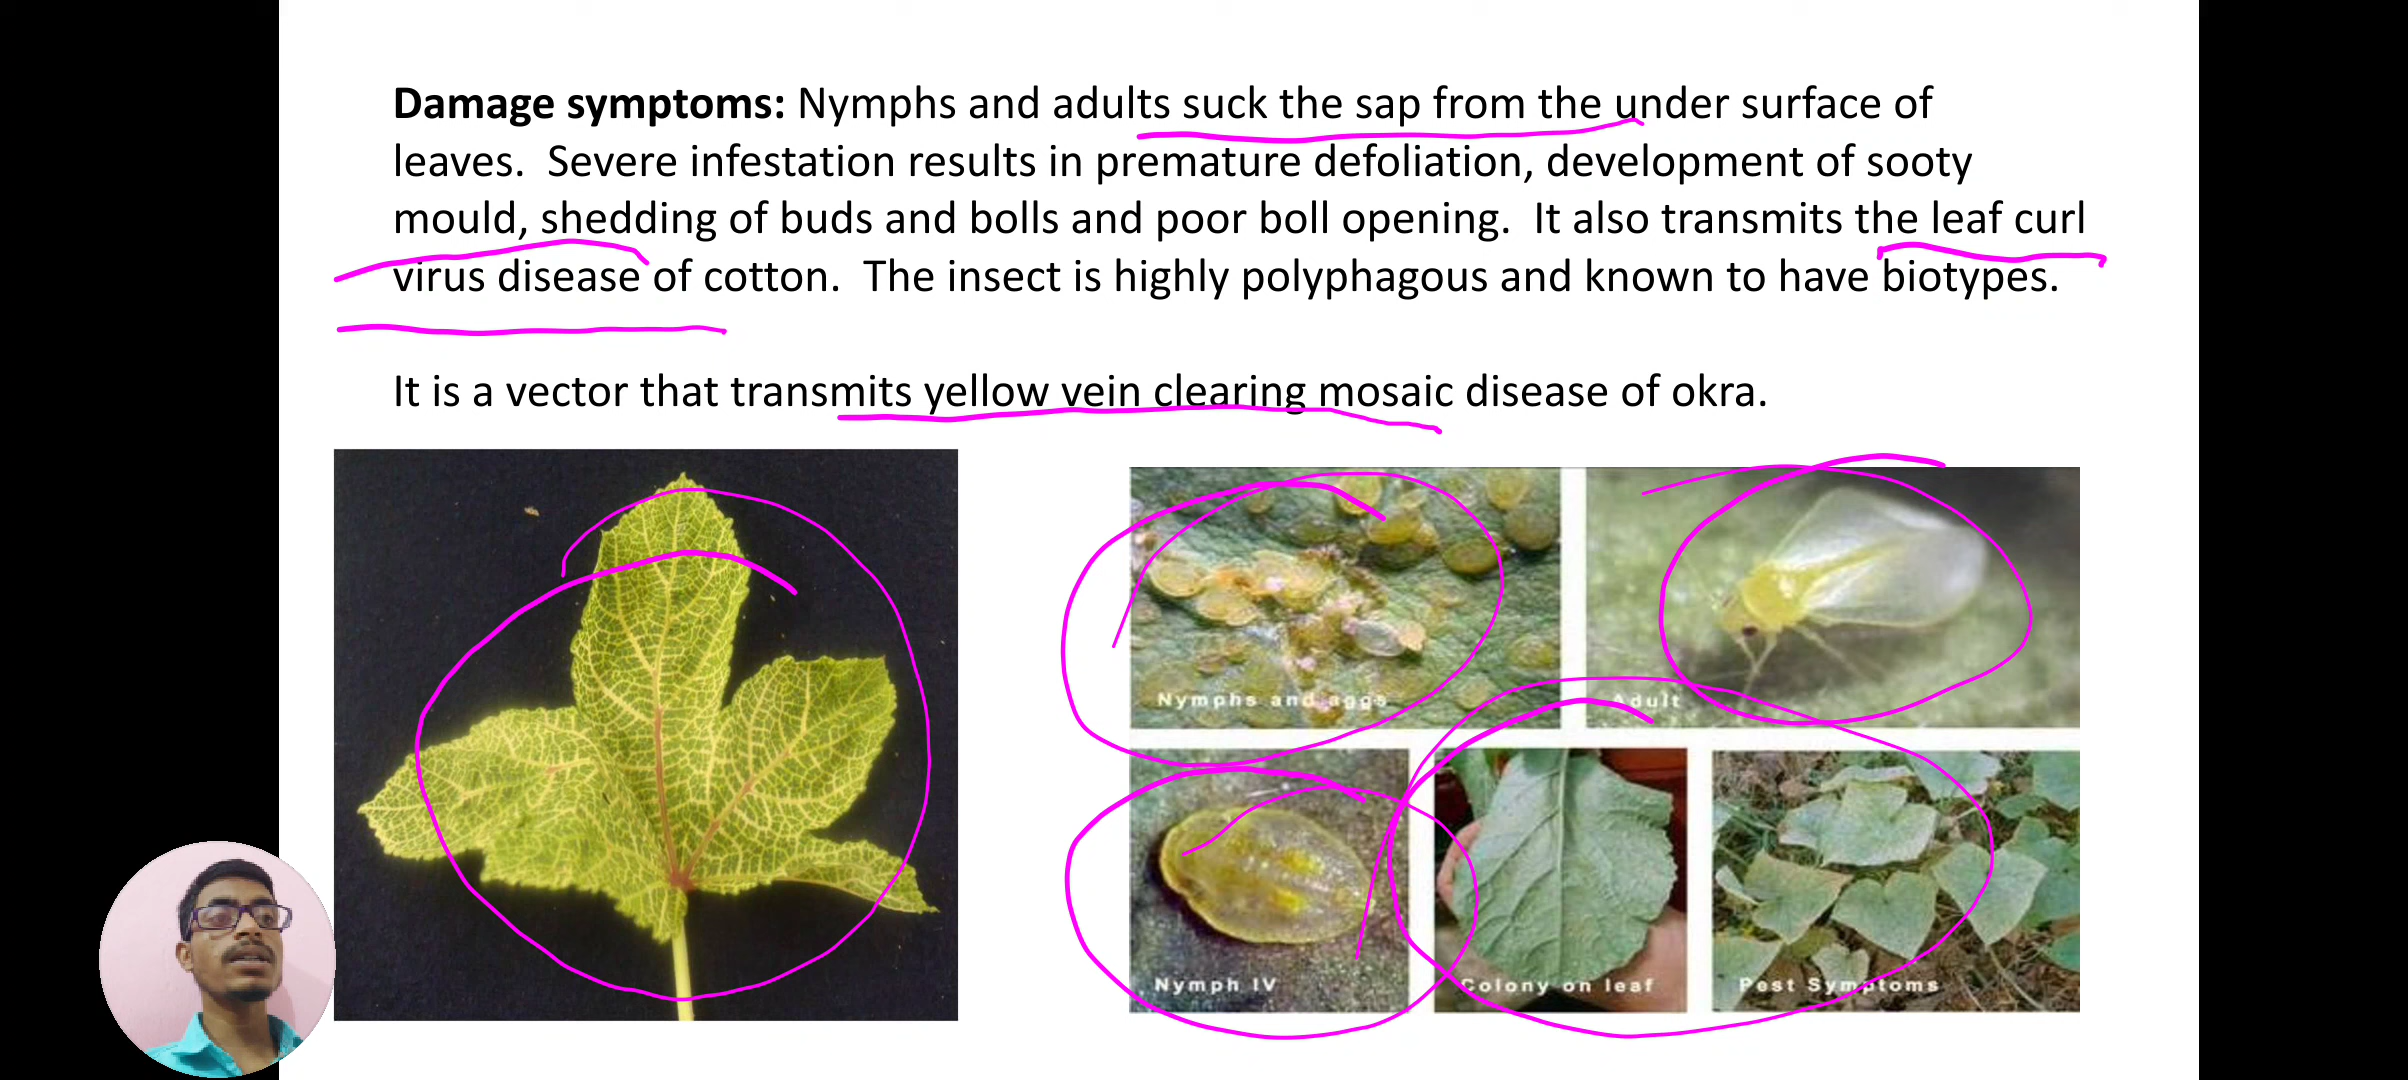 Damage symptoms: Nymphs and adults suck the sap from the under surface of
leaves.  Severe infestation results in premature defoliation, development of sooty
mould, shedding of buds and bolls and poor boll opening.  It also transmits the leaf curl
virus disease of cotton.  The insect is highly polyphagous and known to have biotypes.
It is a vector that transmits yellow vein clearing mosaic disease of okra.
Nymphs and eggs
Adult
Nymph IV
Colony on leaf
Pest Symptoms